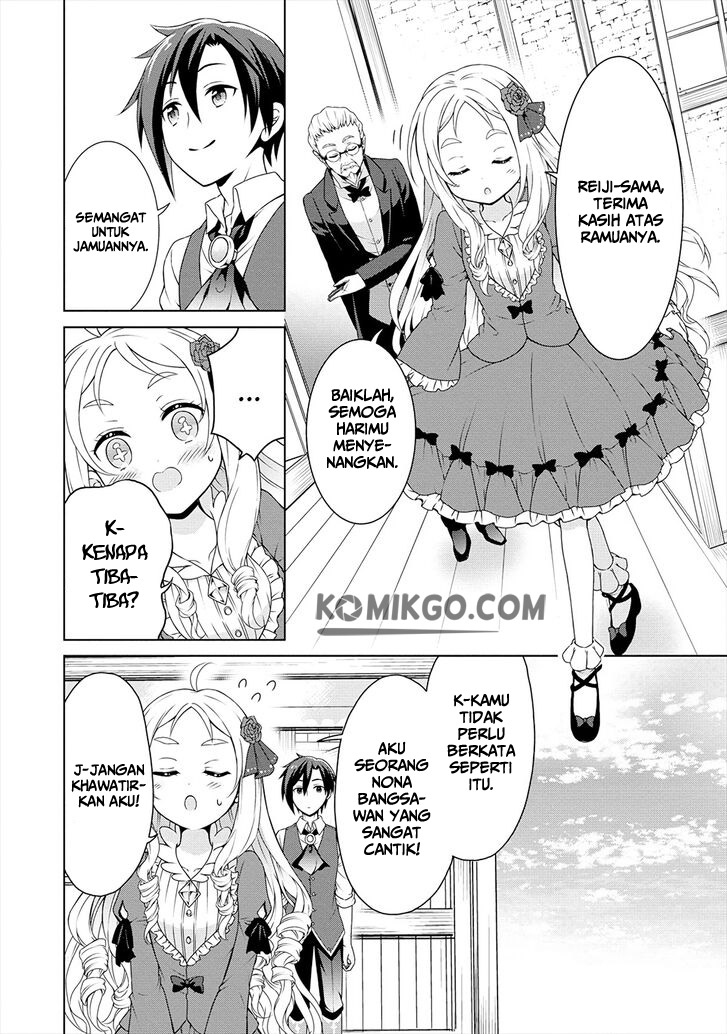 REIJI-SAMA,
TERIMA
KASIH ATAS
RAMUANYA.
BAIKLAH,
SEMOGA
HARIMU
MENYE-
NANGKAN.
SEMANGAT
UNTUK
JAMUANNYA.
...
K-
KENAPA
TIBA-
TIBA?
KOMIKGO.COM
K-KAMU
TIDAK
PERLU
BERKATA
SEPERTI
ITU.
AKU
SEORANG
NONA
BANGSA-
WAN YANG
SANGAT
CANTIK!
J-JANGAN
KHAWATIR-
KAN AKU!